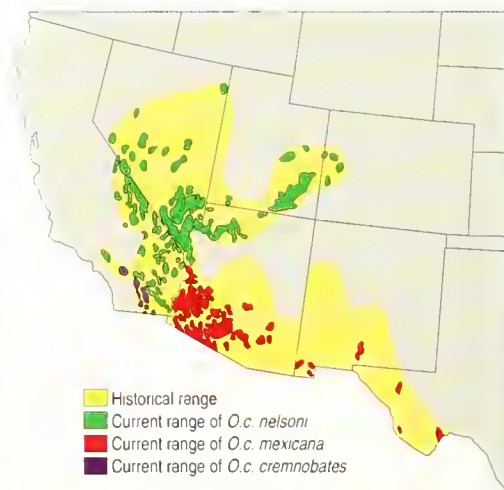 Historical range
Current range of O.c. nelsoni
Current range of O.c. mexicana
Current range of O.c. cremnobates